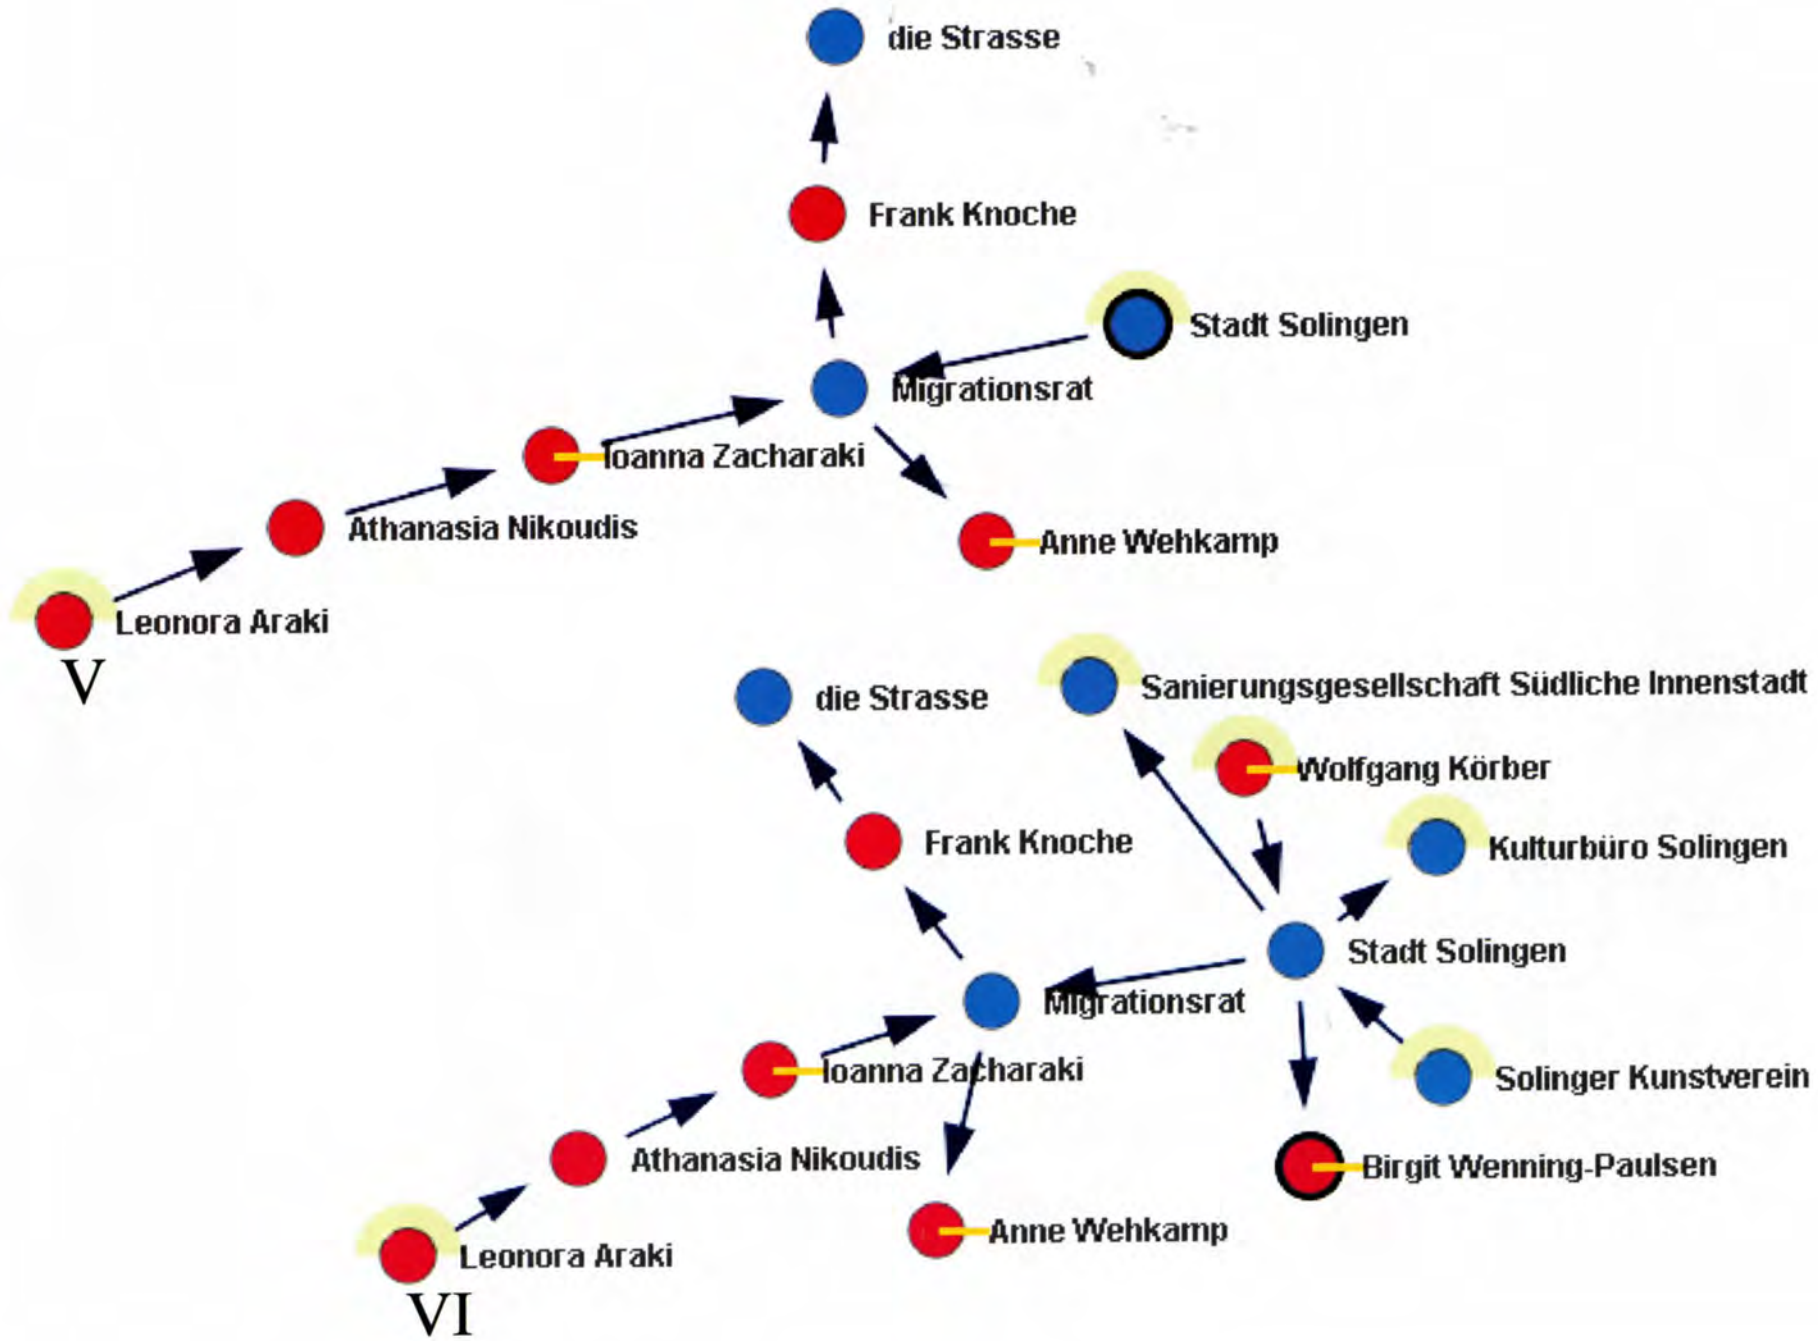 die Strasse
Frank Knoche
Stadt Solingen
Migrationsrat
Ioanna Zacharaki
Athanasia Nikoudis
Anne Wehkamp
Leonora Araki
V
die Strasse
Sanierungsgesellschaft Südliche Innenstadt
Wolfgang Körber
Frank Knoche
Kulturbüro Solingen
Stadt Solingen
Migrationsrat
Ioanna Zacharaki
Solinger Kunstverein
Athanasia Nikoudis
Birgit Wenning-Paulsen
Anne Wehkamp
Leonora Araki
VI